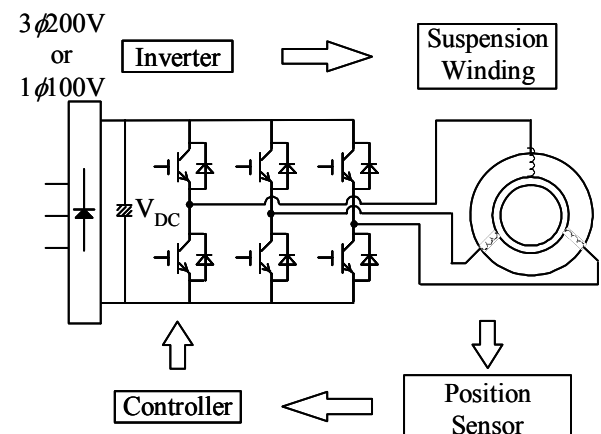 3ϕ200V
or
1ϕ100V
Inverter
Suspension
Winding
V_DC
Controller
Position
Sensor